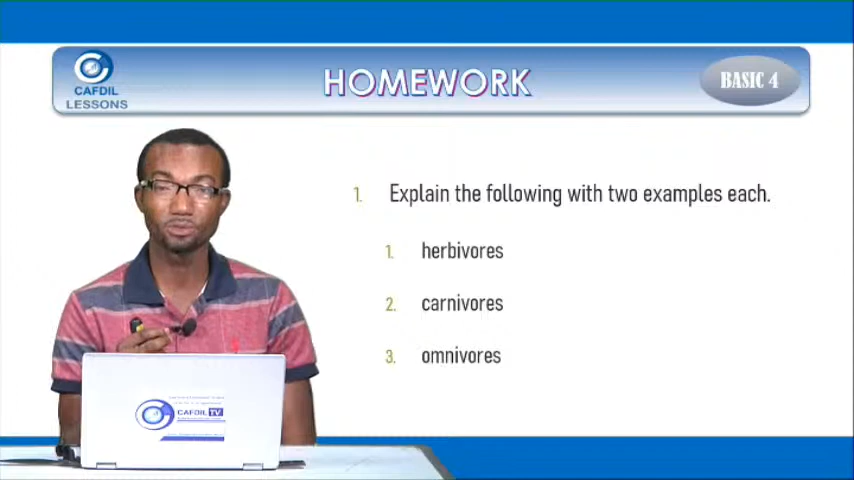 CAFDIL
LESSONS
HOMEWORK
BASIC 4
1. Explain the following with two examples each.
1. herbivores
2. carnivores
3. omnivores
CAFDIL TV